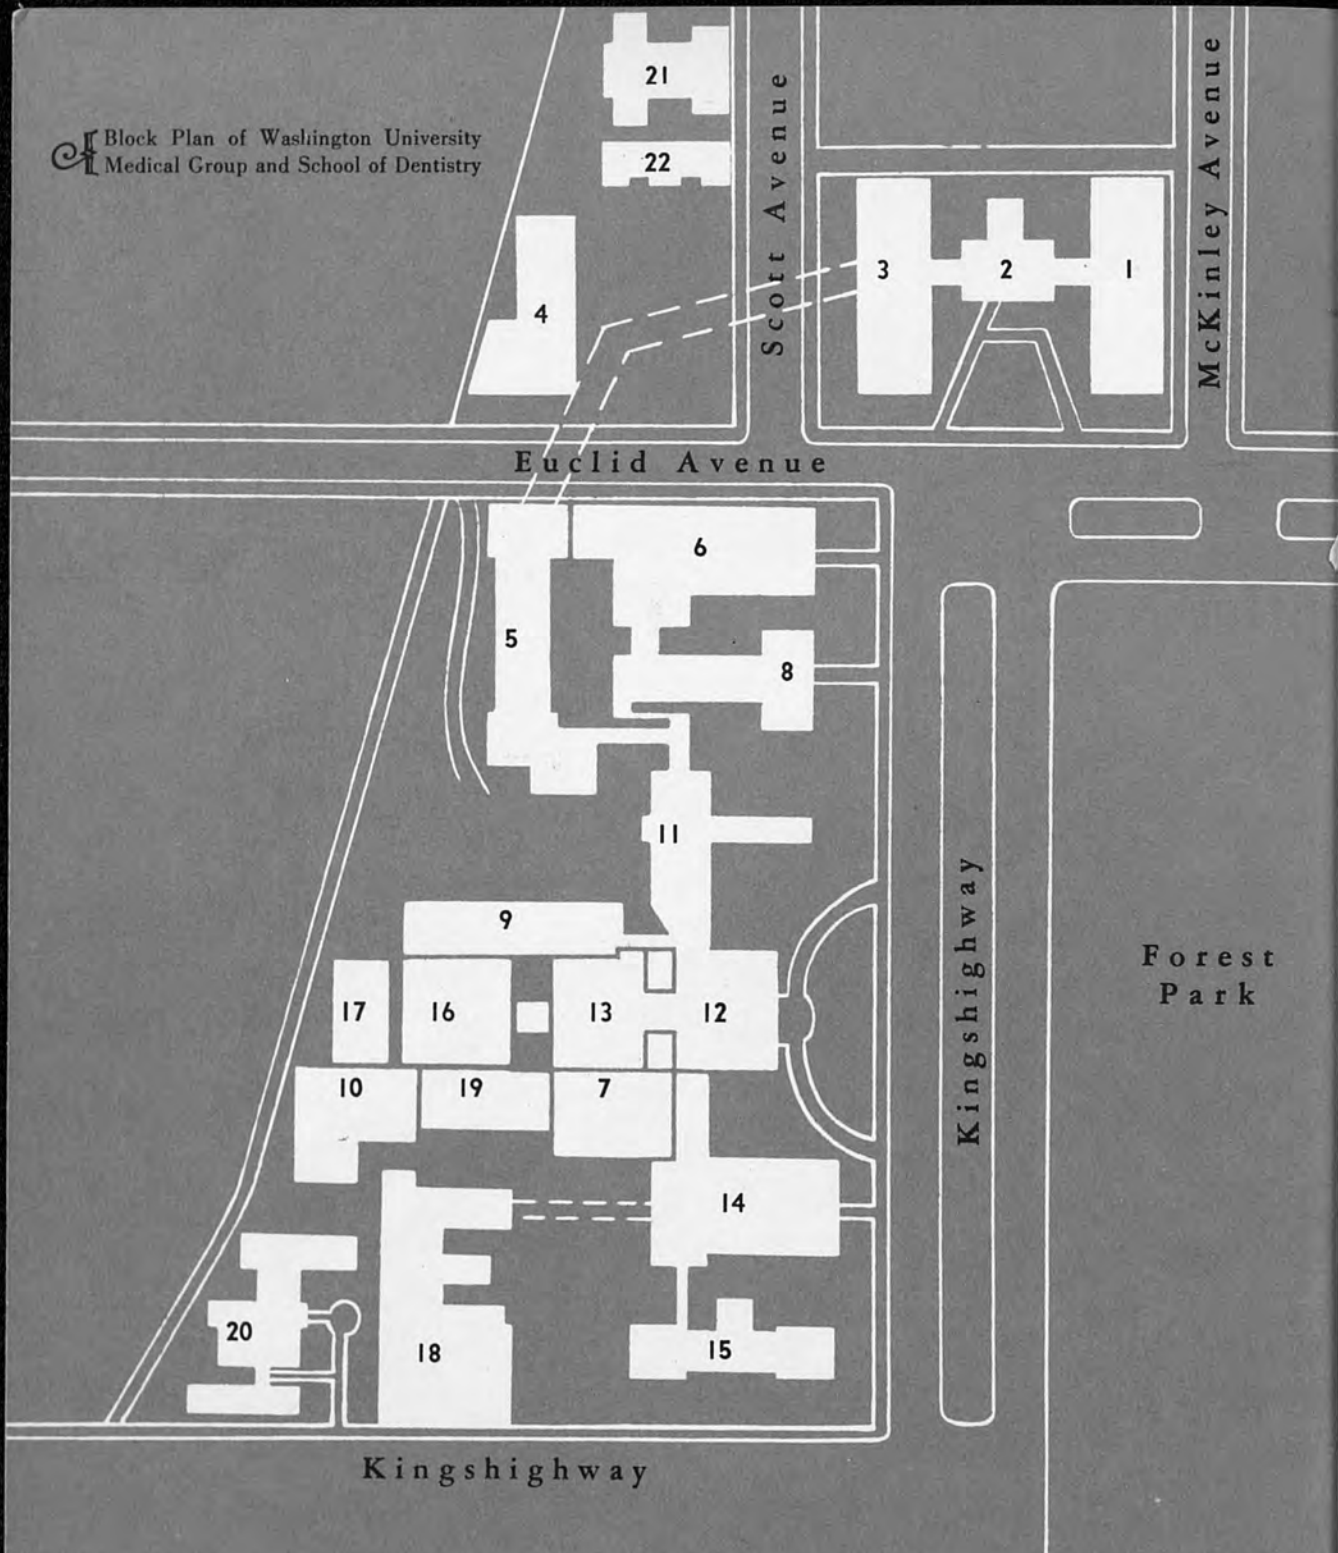 Block Plan of Washington University
Medical Group and School of Dentistry
21
22
Scott Avenue
McKinley Avenue
3
2
1
4
Euclid Avenue
6
5
8
11
9
Kingshighway
Forest
Park
17
16
13
12
10
19
7
14
20
18
15
Kingshighway